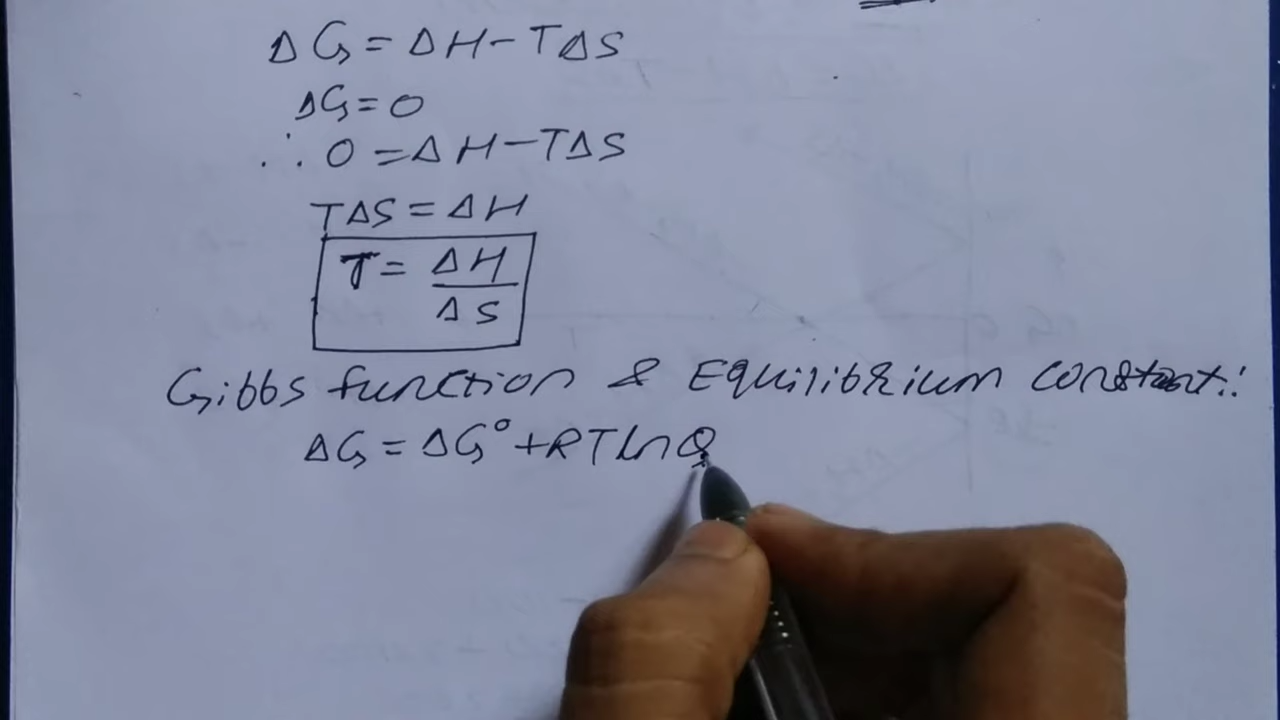 ΔG = ΔH - TΔS
ΔG = 0
∴ 0 = ΔH - TΔS
TΔS = ΔH
T = ΔH / ΔS
Gibbs function & Equilibrium constant:
ΔG = ΔG° + RT ln Q